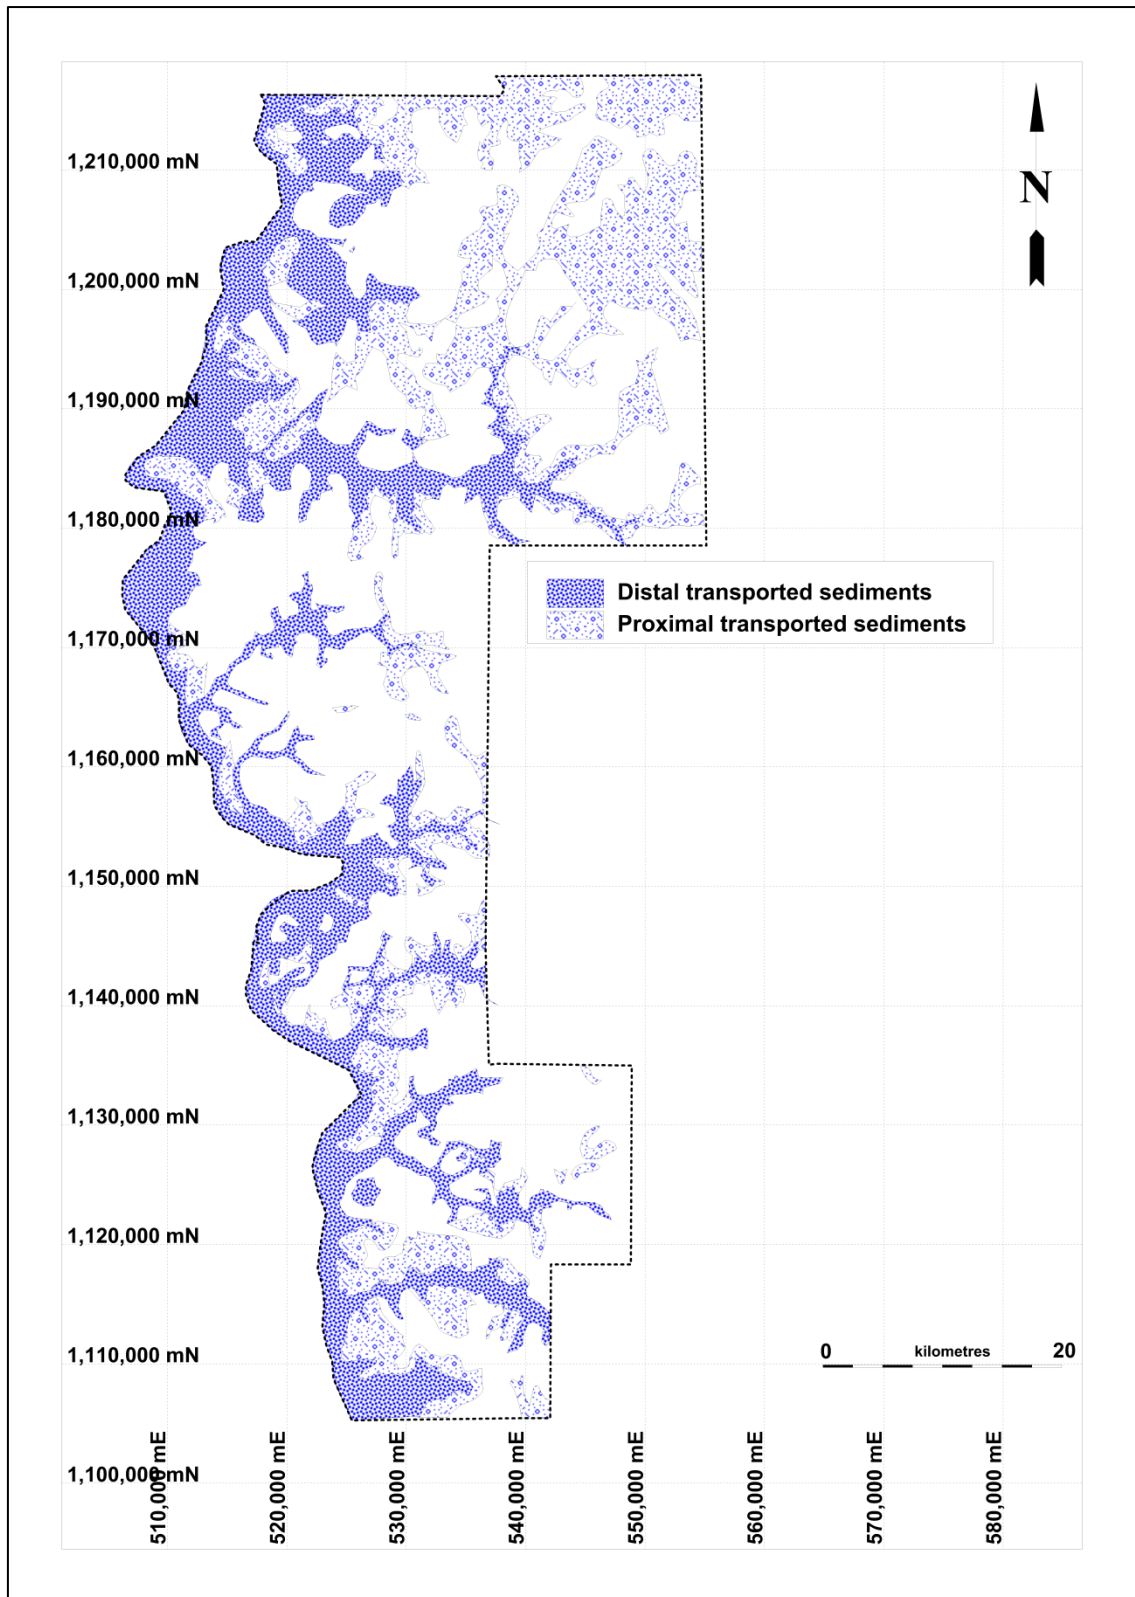 1,210,000 mN
N
1,200,000 mN
1,190,000 mN
1,180,000 mN
Distal transported sediments
Proximal transported sediments
1,170,000 mN
1,160,000 mN
1,150,000 mN
1,140,000 mN
1,130,000 mN
1,120,000 mN
1,110,000 mN
0 kilometres 20
1,100,000 mN
510,000 mE
520,000 mE
530,000 mE
540,000 mE
550,000 mE
560,000 mE
570,000 mE
580,000 mE